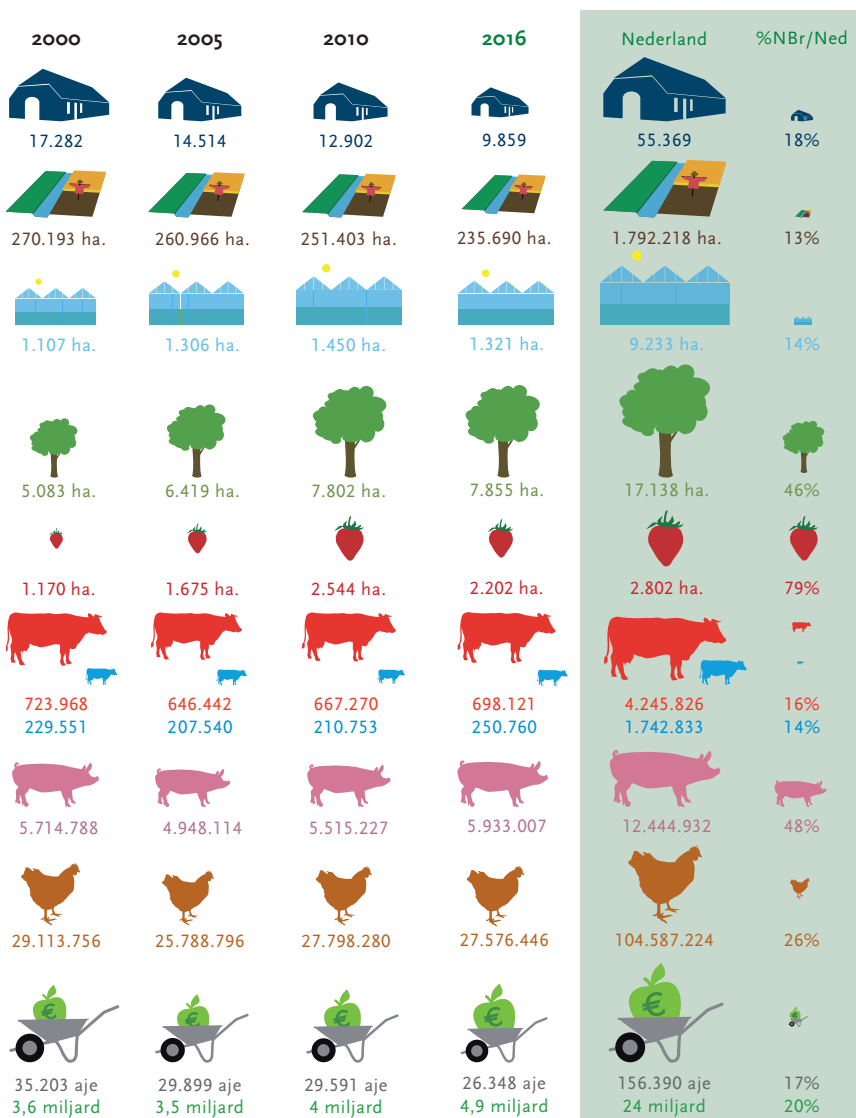 2000 2005 2010 2016 Nederland %NBr/Ned
17.282 14.514 12.902 9.859 55.369 18%
270.193 ha. 260.966 ha. 251.403 ha. 235.690 ha. 1.792.218 ha. 13%
1.107 ha. 1.306 ha. 1.450 ha. 1.321 ha. 9.233 ha. 14%
5.083 ha. 6.419 ha. 7.802 ha. 7.855 ha. 17.138 ha. 46%
1.170 ha. 1.675 ha. 2.544 ha. 2.202 ha. 2.802 ha. 79%
723.968 646.442 667.270 698.121 4.245.826 16%
229.551 207.540 210.753 250.760 1.742.833 14%
5.714.788 4.948.114 5.515.227 5.933.007 12.444.932 48%
29.113.756 25.788.796 27.798.280 27.576.446 104.587.224 26%
€ € € € € €
35.203 aje 29.899 aje 29.591 aje 26.348 aje 156.390 aje 17%
3,6 miljard 3,5 miljard 4 miljard 4,9 miljard 24 miljard 20%